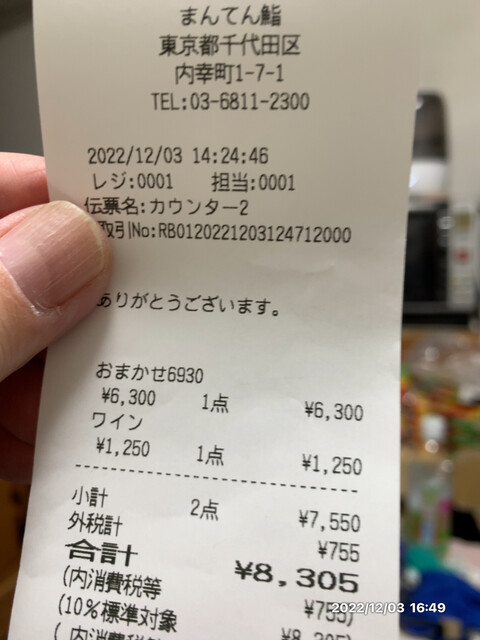 まんてん鮨
東京都千代田区
内幸町1-7-1
TEL:03-6811-2300
2022/12/03 14:24:46
レジ:0001 担当:0001
伝票名:カウンター2
取引No:RB0120221203124712000
ありがとうございます。
おまかせ6930
¥6,300 1点 ¥6,300
ワイン
¥1,250 1点 ¥1,250
小計 2点 ¥7,550
外税計 ¥755
合計 ¥8,305
(内消費税等 ¥755)
(10%標準対象
2022/12/03 16:49